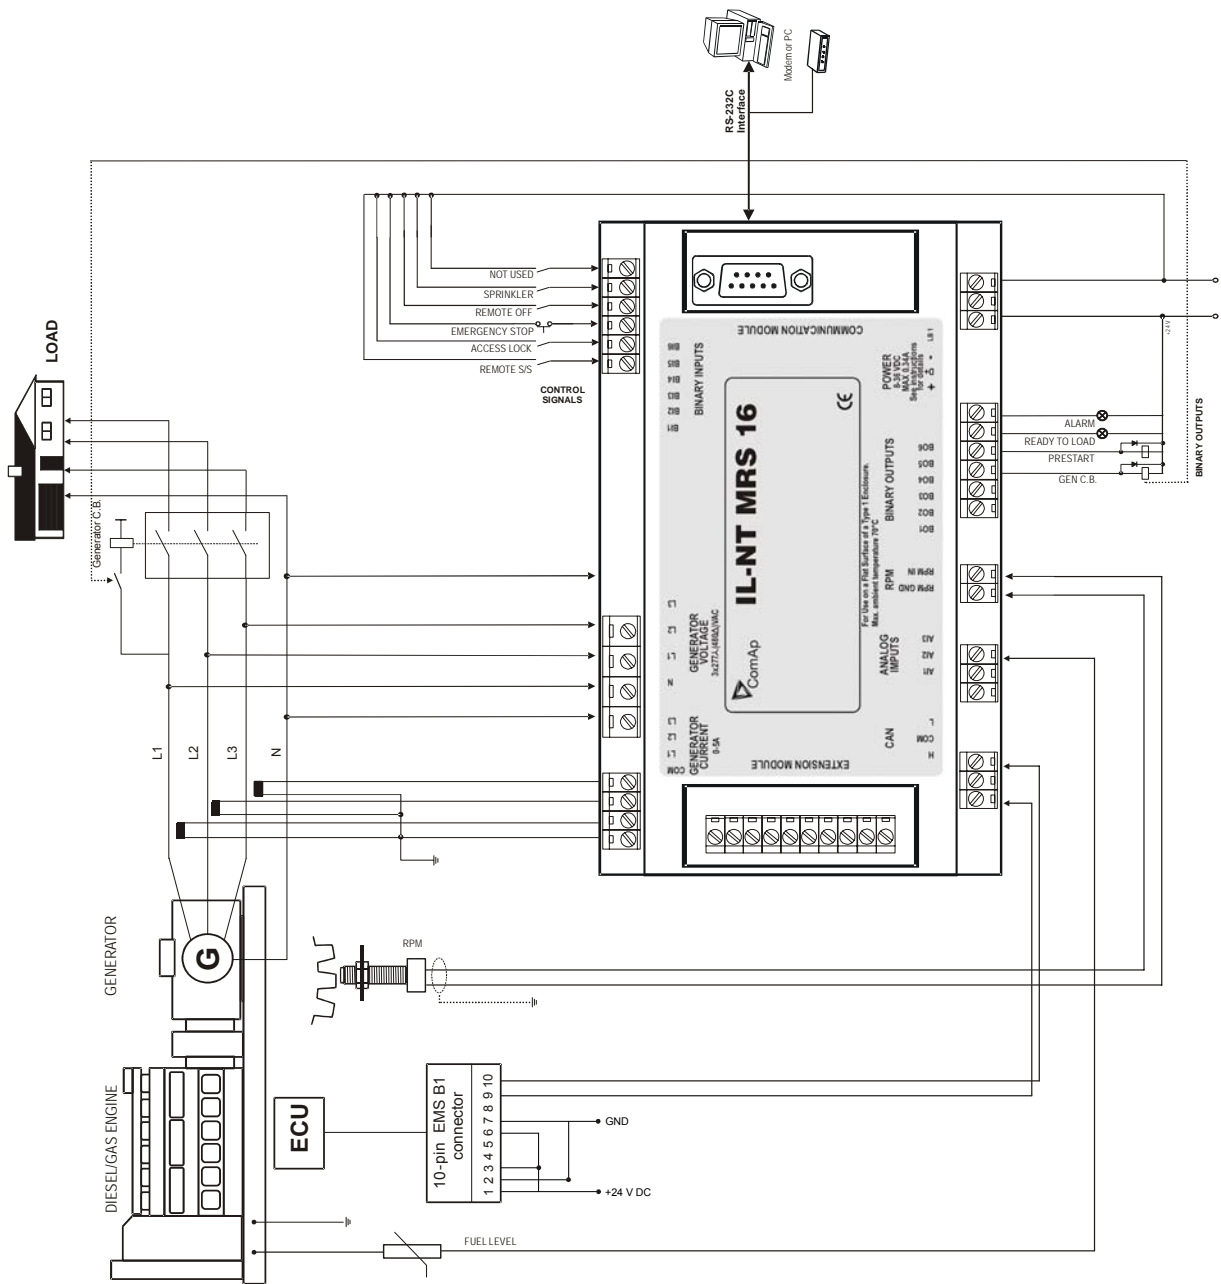 Modem or PC
RS-232C
Interface
LOAD
NOT USED
SPRINKLER
REMOTE OFF
EMERGENCY STOP
ACCESS LOCK
REMOTE S/S
CONTROL
SIGNALS
COMMUNICATION MODULE
BI6
BI5
BI4
BI3
BI2
BI1
BINARY INPUTS
LB 1
-
D+
+
POWER
8-36 VDC
MAX 0.34A
See instructions
for details
+24 V
ALARM
READY TO LOAD
PRESTART
GEN C.B.
BINARY OUTPUTS
BO6
BO5
BO4
BO3
BO2
BO1
BINARY OUTPUTS
IL-NT MRS 16
CE
For Use on a Flat Surface of a Type 1 Enclosure.
Max. ambient temperature 70°C
ComAp
Generator C.B.
RPM
RPM IN
RPM GND
L3
L2
L1
N
GENERATOR
VOLTAGE
ANALOG
IMPUTS
AI3
AI2
AI1
L1
L2
L3
N
L3
L2
L1
COM
GENERATOR
CURRENT
0-5A
EXTENSION MODULE
CAN
L
COM
H
GENERATOR
G
RPM
DIESEL/GAS ENGINE
ECU
10-pin EMS B1
connector
1 2 3 4 5 6 7 8 9 10
GND
+24 V DC
FUEL LEVEL